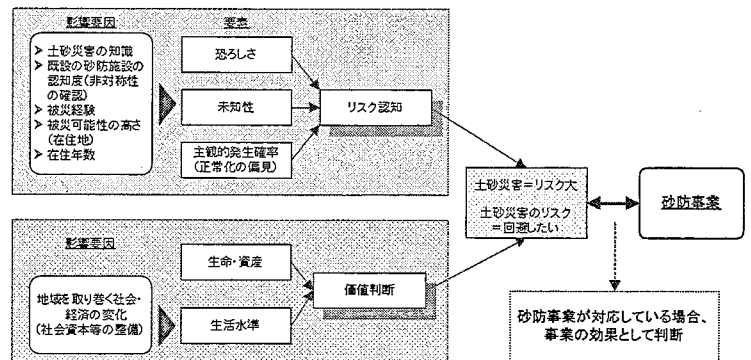 影響要因
要素
➤ 土砂災害の知識
➤ 既設の砂防施設の
認知度(非対称性
の確認)
➤ 被災経験
➤ 被災可能性の高さ
(在住地)
➤ 在住年数
恐ろしさ
未知性
主観的発生確率
(正常化の偏見)
リスク認知
影響要因
地域を取り巻く社会・
経済の変化
(社会資本等の整備)
生命・資産
生活水準
価値判断
土砂災害＝リスク大
土砂災害のリスク
＝回避したい
砂防事業
砂防事業が対応している場合、
事業の効果として判断